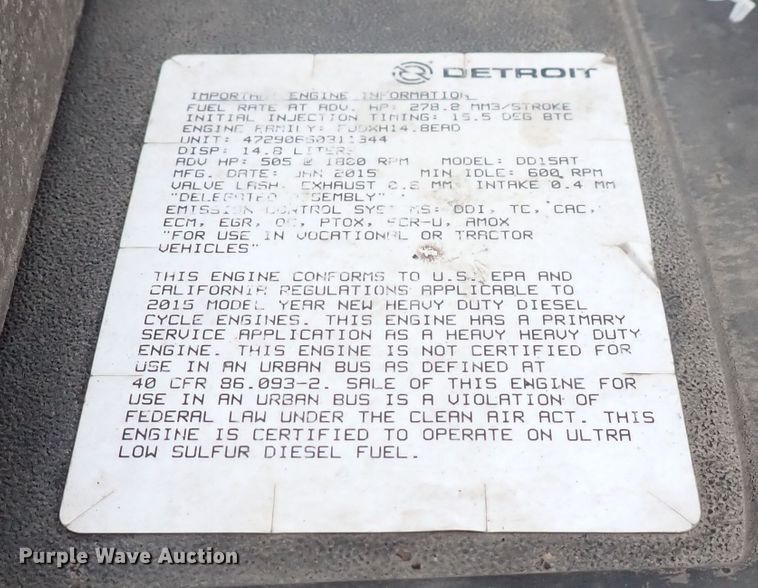 DETROIT
IMPORTANT ENGINE INFORMATION
FUEL RATE AT ADV. HP: 278.2 MM3/STROKE
INITIAL INJECTION TIMING: 15.5 DEG BTC
ENGINE FAMILY:
UNIT:
DISP: 14.8 LITERS
ADV HP: 505 @ 1800 RPM MODEL: DD15AT
MFG. DATE: JAN 2015 MIN IDLE: 600 RPM
VALVE LASH: EXHAUST MM INTAKE 0.4 MM
"DELEGATED ASSEMBLY"
EMISSION CONTROL SYSTEMS: DDI, TC, CAC,
ECM, EGR, OC, PTOX, SCR-U, AMOX
"FOR USE IN VOCATIONAL OR TRACTOR
VEHICLES"
THIS ENGINE CONFORMS TO U.S. EPA AND
CALIFORNIA REGULATIONS APPLICABLE TO
2015 MODEL YEAR NEW HEAVY DUTY DIESEL
CYCLE ENGINES. THIS ENGINE HAS A PRIMARY
SERVICE APPLICATION AS A HEAVY HEAVY DUTY
ENGINE. THIS ENGINE IS NOT CERTIFIED FOR
USE IN AN URBAN BUS AS DEFINED AT
40 CFR 86.093-2. SALE OF THIS ENGINE FOR
USE IN AN URBAN BUS IS A VIOLATION OF
FEDERAL LAW UNDER THE CLEAN AIR ACT. THIS
ENGINE IS CERTIFIED TO OPERATE ON ULTRA
LOW SULFUR DIESEL FUEL.
Purple Wave Auction